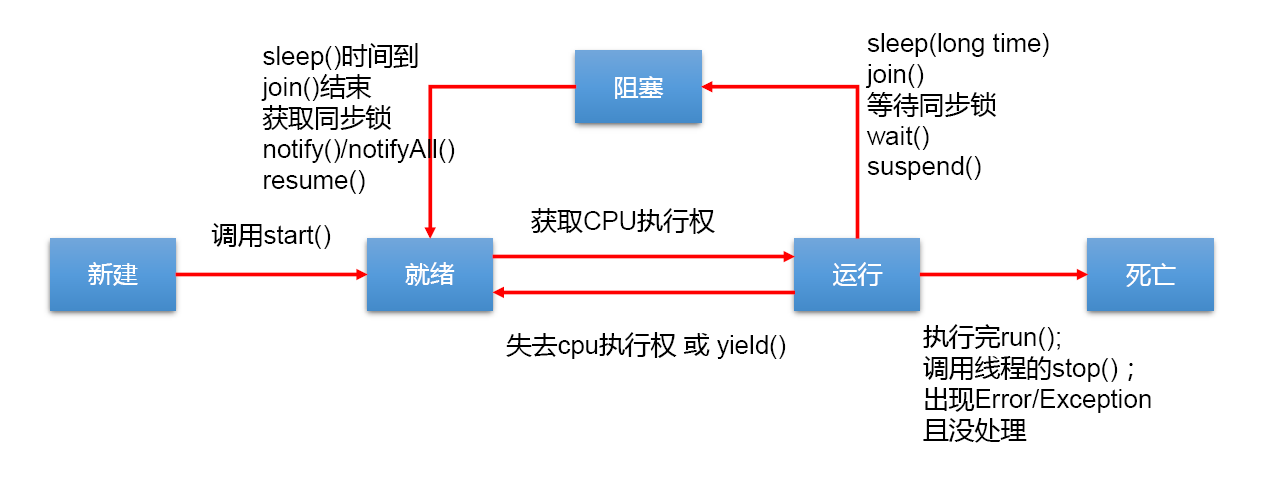 sleep()时间到
join()结束
获取同步锁
notify()/notifyAll()
resume()
阻塞
sleep(long time)
join()
等待同步锁
wait()
suspend()
调用start()
获取CPU执行权
新建
就绪
运行
死亡
失去cpu执行权 或 yield()
执行完run();
调用线程的stop() ;
出现Error/Exception
且没处理